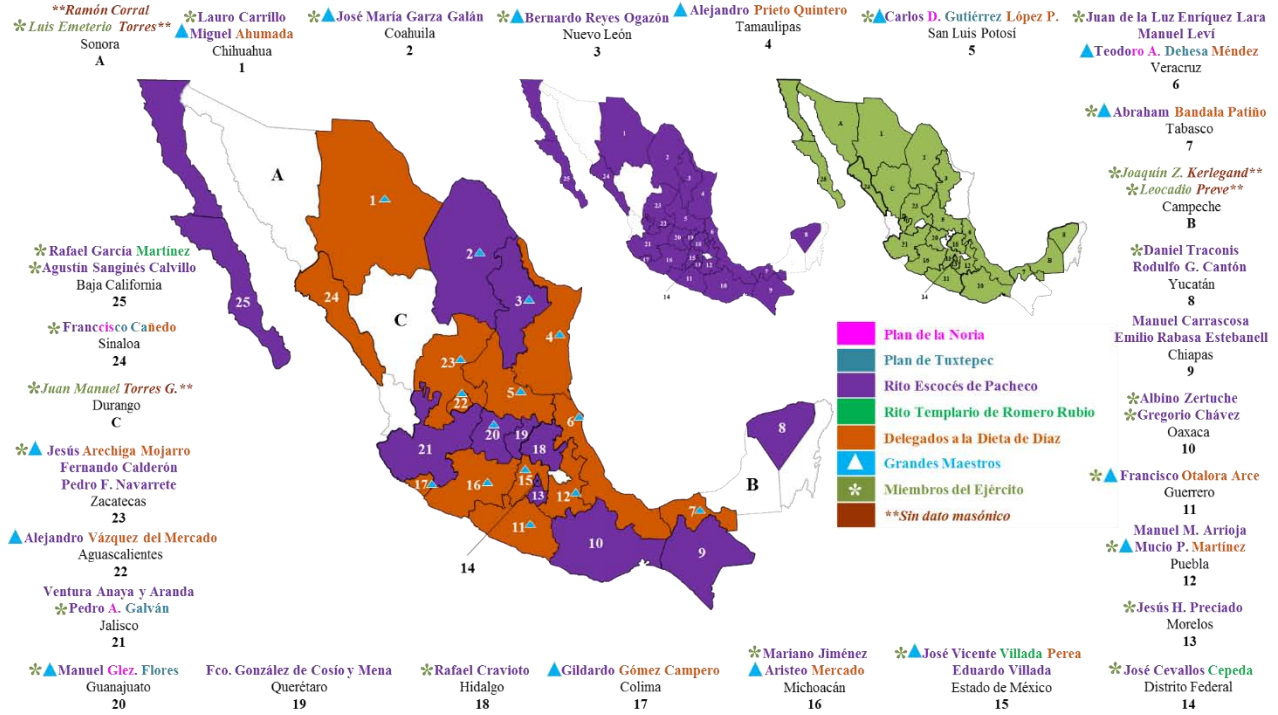 **Ramón Corral
*Luis Emeterio Torres**
Sonora
A
*Lauro Carrillo
Miguel Ahumada
Chihuahua
1
*José María Garza Galán
Coahuila
2
*Bernardo Reyes Ogazón
Nuevo León
3
Alejandro Prieto Quintero
Tamaulipas
4
*Carlos D. Gutiérrez López P.
San Luis Potosí
5
*Juan de la Luz Enríquez Lara
Manuel Leví
Teodoro A. Dehesa Méndez
Veracruz
6
*Abraham Bandala Patiño
Tabasco
7
*Joaquín Z. Kerlegand**
*Leocadio Preve**
Campeche
B
*Daniel Traconis
Rodulfo G. Cantón
Yucatán
8
Manuel Carrascosa
Emilio Rabasa Estebanell
Chiapas
9
*Albino Zertuche
*Gregorio Chávez
Oaxaca
10
*Francisco Otalora Arce
Guerrero
11
Manuel M. Arrioja
*Mucio P. Martínez
Puebla
12
*Jesús H. Preciado
Morelos
13
*José Cevallos Cepeda
Distrito Federal
14
*José Vicente Villada Perea
Eduardo Villada
Estado de México
15
*Mariano Jiménez
Aristeo Mercado
Michoacán
16
Gildardo Gómez Campero
Colima
17
*Rafael Cravioto
Hidalgo
18
Fco. González de Cosío y Mena
Querétaro
19
*Manuel Glez. Flores
Guanajuato
20
Ventura Anaya y Aranda
*Pedro A. Galván
Jalisco
21
Alejandro Vázquez del Mercado
Aguascalientes
22
*Jesús Arechiga Mojarro
Fernando Calderón
Pedro F. Navarrete
Zacatecas
23
*Juan Manuel Torres G.**
Durango
C
*Franccisco Cañedo
Sinaloa
24
*Rafael García Martínez
*Agustín Sanginés Calvillo
Baja California
25
A
1
2
3
4
5
6
7
8
9
10
11
12
13
14
15
16
17
18
19
20
21
22
23
24
25
B
C
14
14
Plan de la Noria
Plan de Tuxtepec
Rito Escocés de Pacheco
Rito Templario de Romero Rubio
Delegados a la Dieta de Díaz
Grandes Maestros
* Miembros del Ejército
**Sin dato masónico